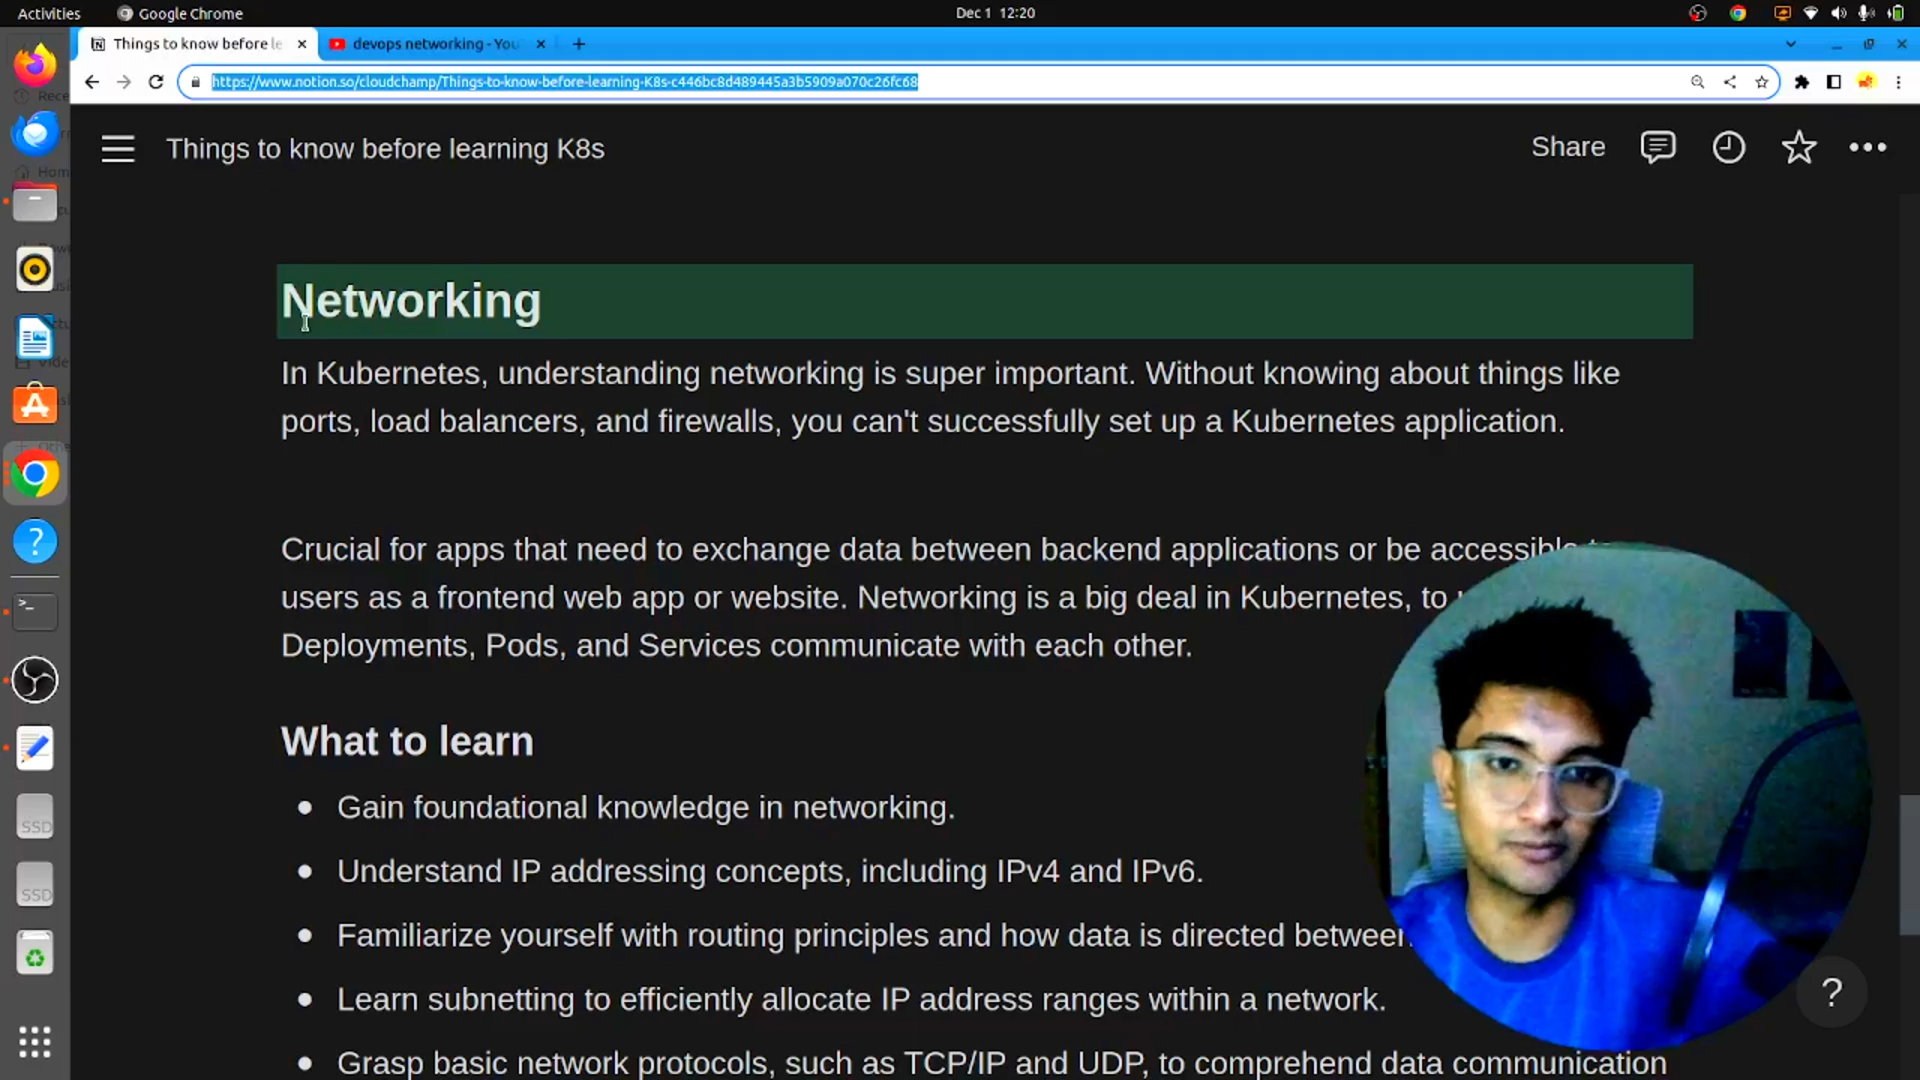 Activities
Google Chrome
Dec 1 12:20
Things to know before le
devops networking - You
https://www.notion.so/cloudchamp/Things-to-know-before-learning-K8s-c446bc8d489445a3b5909a070c26fc68
Things to know before learning K8s
Share
Networking
In Kubernetes, understanding networking is super important. Without knowing about things like
ports, load balancers, and firewalls, you can't successfully set up a Kubernetes application.
Crucial for apps that need to exchange data between backend applications or be accessible
users as a frontend web app or website. Networking is a big deal in Kubernetes, to
Deployments, Pods, and Services communicate with each other.
What to learn
• Gain foundational knowledge in networking.
• Understand IP addressing concepts, including IPv4 and IPv6.
• Familiarize yourself with routing principles and how data is directed between
• Learn subnetting to efficiently allocate IP address ranges within a network.
• Grasp basic network protocols, such as TCP/IP and UDP, to comprehend data communication
SSD
SSD
?
?